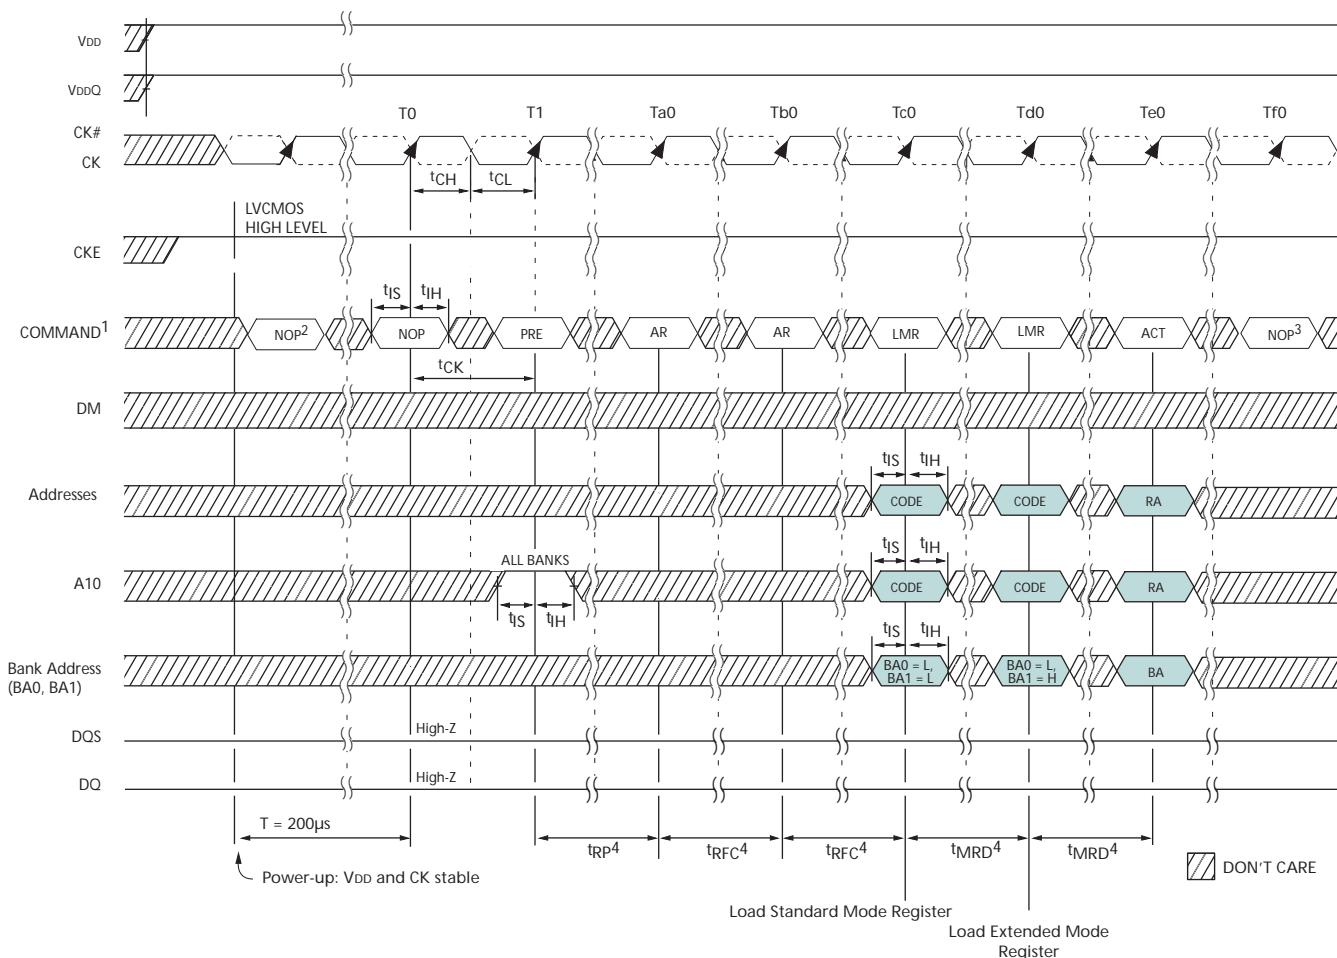 VDD
VDDQ
T0 T1 Ta0 Tb0 Tc0 Td0 Te0 Tf0
CK#
CK
tCH tCL
LVCMOS
HIGH LEVEL
CKE
tIS tIH
COMMAND1
NOP2 NOP PRE AR AR LMR LMR ACT NOP3
tCK
DM
tIS tIH
Addresses
CODE CODE RA
ALL BANKS
tIS tIH
A10
CODE CODE RA
tIS tIH
tIS tIH
Bank Address
(BA0, BA1)
BA0 = L,
BA1 = L
BA0 = L,
BA1 = H
BA
DQS
High-Z
DQ
High-Z
T = 200µs
tRP4 tRFC4 tRFC4 tMRD4 tMRD4
Power-up: VDD and CK stable
DON'T CARE
Load Standard Mode Register
Load Extended Mode
Register